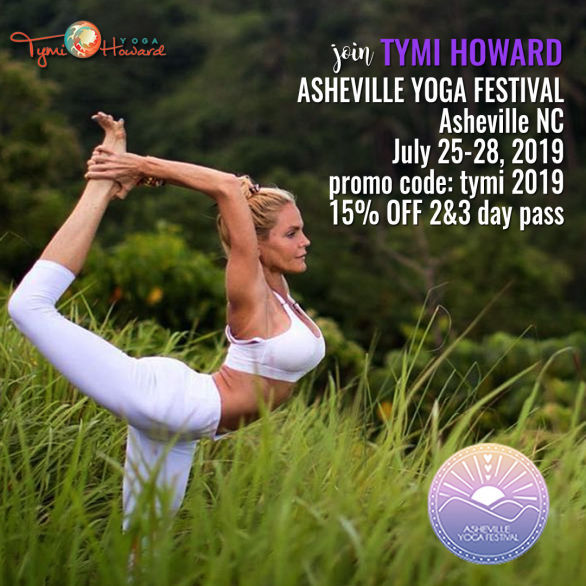 YOGA
Tymi Howard
join TYMI HOWARD
ASHEVILLE YOGA FESTIVAL
Asheville NC
July 25-28, 2019
promo code: tymi 2019
15% OFF 2&3 day pass
ASHEVILLE
YOGA FESTIVAL